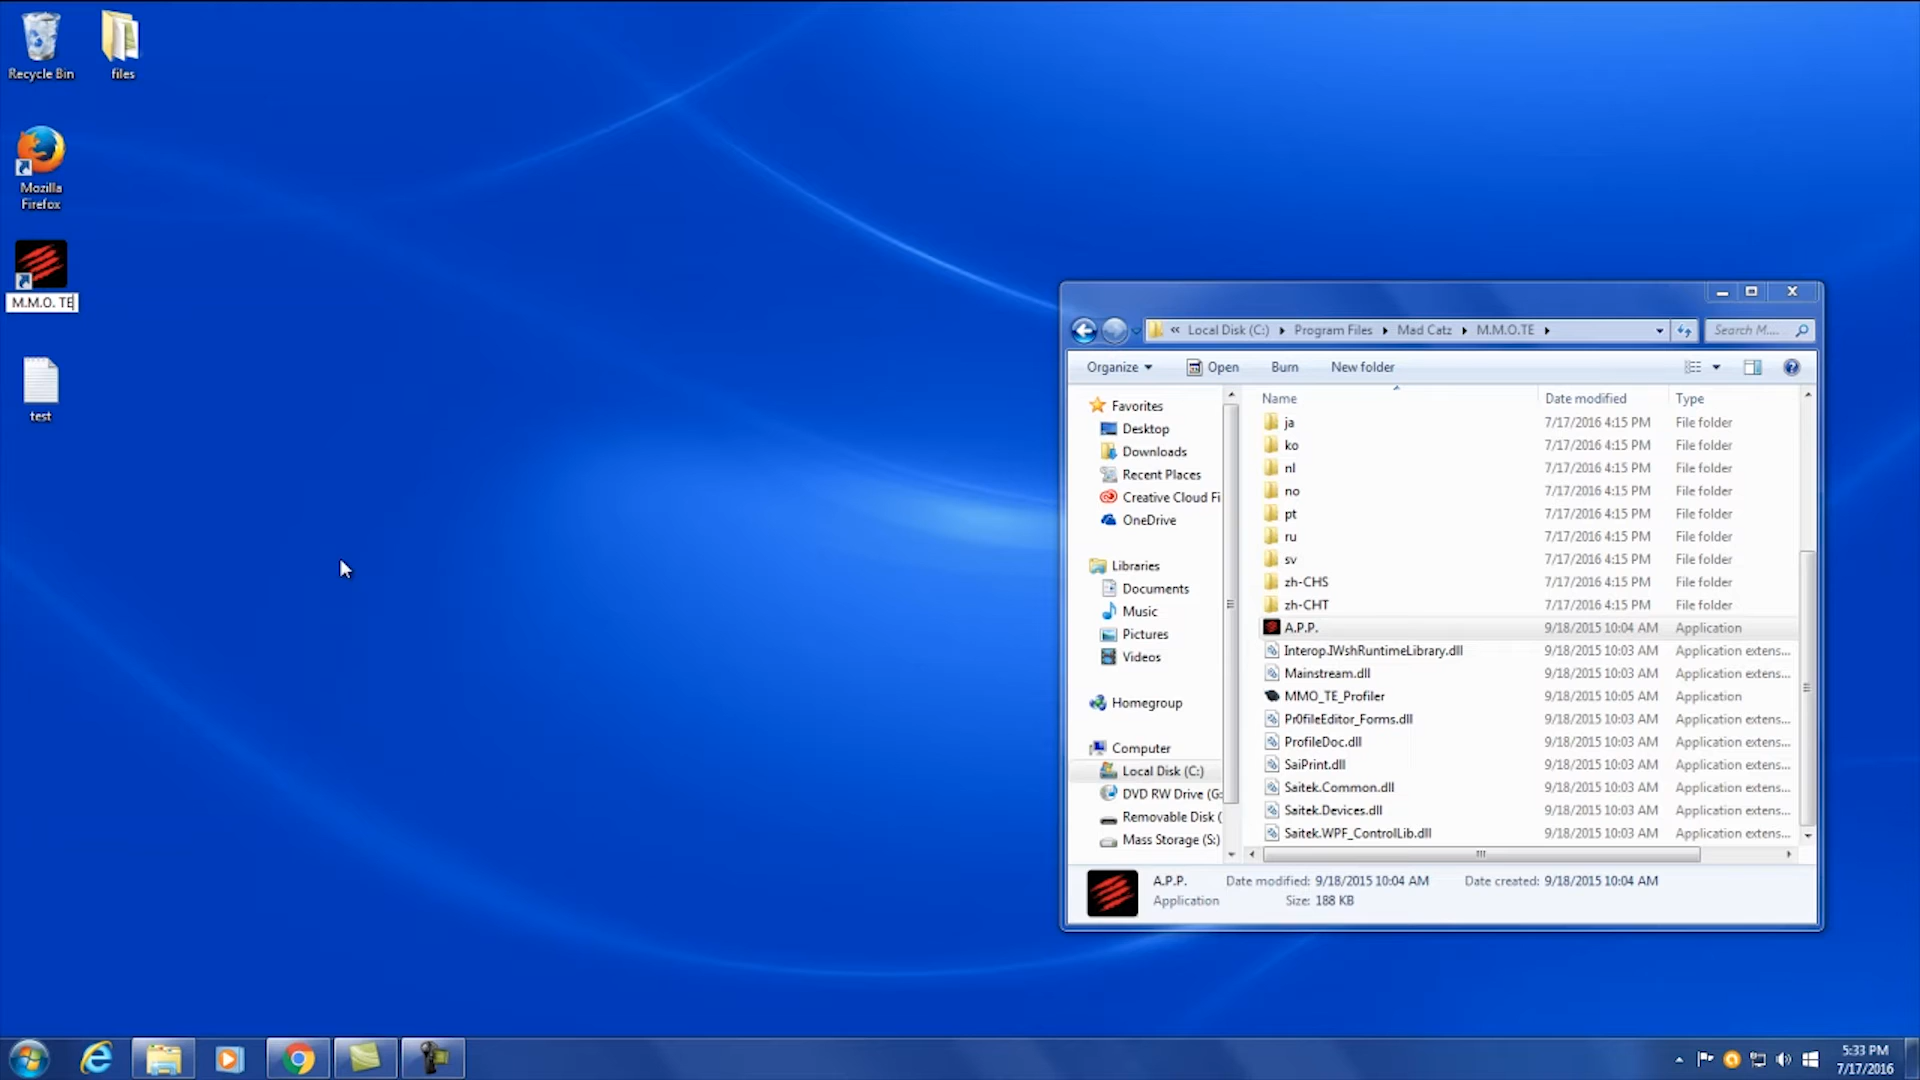 Recycle Bin
files
Mozilla
Firefox
M.M.O. TE
test
« Local Disk (C:) Program Files Mad Catz M.M.O.TE
Search M....
Organize Open Burn New folder
Favorites
Desktop
Downloads
Recent Places
Creative Cloud Fi
OneDrive
Libraries
Documents
Music
Pictures
Videos
Homegroup
Computer
Local Disk (C:)
DVD RW Drive (G:
Removable Disk (
Mass Storage (S:)
Name Date modified Type
ja 7/17/2016 4:15 PM File folder
ko 7/17/2016 4:15 PM File folder
nl 7/17/2016 4:15 PM File folder
no 7/17/2016 4:15 PM File folder
pt 7/17/2016 4:15 PM File folder
ru 7/17/2016 4:15 PM File folder
sv 7/17/2016 4:15 PM File folder
zh-CHS 7/17/2016 4:15 PM File folder
zh-CHT 7/17/2016 4:15 PM File folder
A.P.P. 9/18/2015 10:04 AM Application
Interop.IWshRuntimeLibrary.dll 9/18/2015 10:03 AM Application extens...
Mainstream.dll 9/18/2015 10:03 AM Application extens...
MMO_TE_Profiler 9/18/2015 10:05 AM Application
Pr0fileEditor_Forms.dll 9/18/2015 10:03 AM Application extens...
ProfileDoc.dll 9/18/2015 10:03 AM Application extens...
SaiPrint.dll 9/18/2015 10:03 AM Application extens...
Saitek.Common.dll 9/18/2015 10:03 AM Application extens...
Saitek.Devices.dll 9/18/2015 10:03 AM Application extens...
Saitek.WPF_ControlLib.dll 9/18/2015 10:03 AM Application extens...
A.P.P. Date modified: 9/18/2015 10:04 AM Date created: 9/18/2015 10:04 AM
Application Size: 188 KB
5:33 PM
7/17/2016